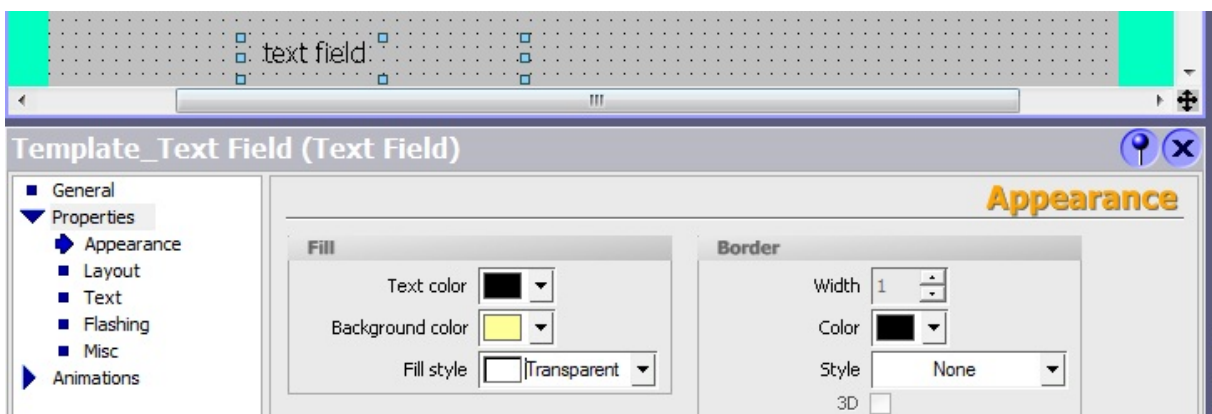 text field
Template_Text Field (Text Field)
General
Properties
Appearance
Layout
Text
Flashing
Misc
Animations
Appearance
Fill
Text color
Background color
Fill style Transparent
Border
Width 1
Color
Style None
3D